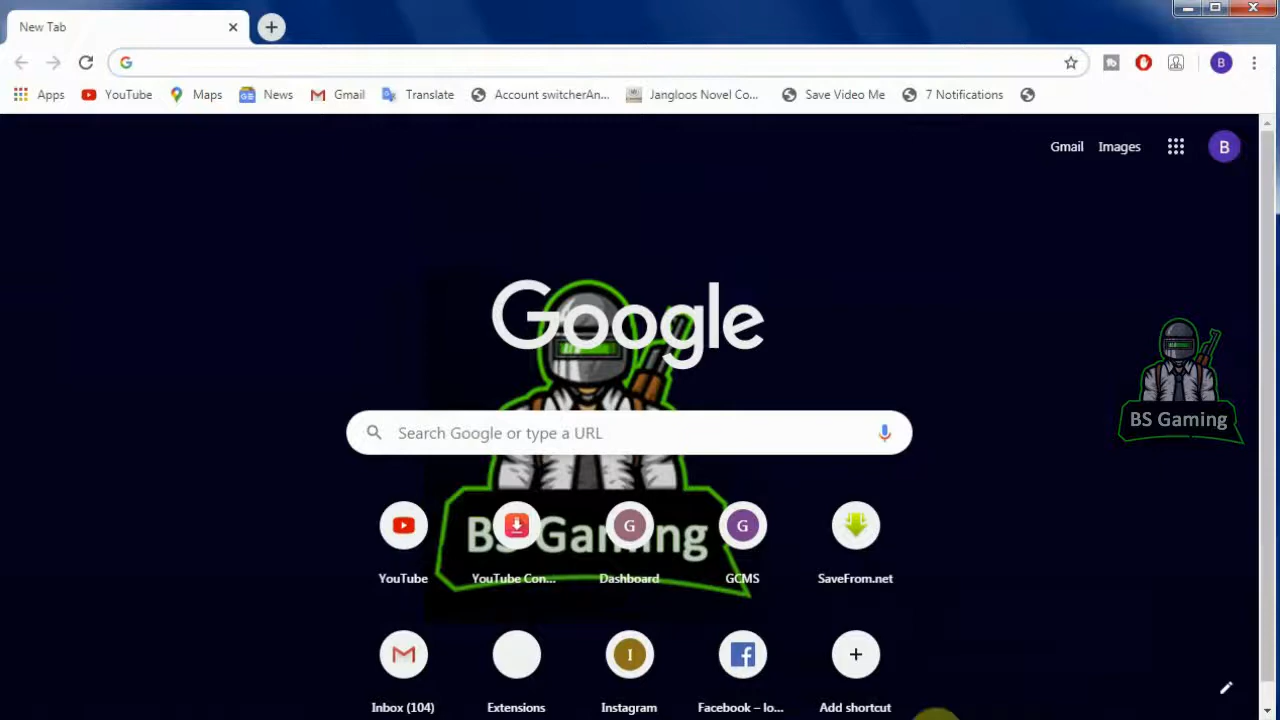 New Tab
Apps YouTube Maps News Gmail Translate Account switcherAn... Jangloos Novel Co... Save Video Me 7 Notifications
Gmail Images B
Google
Search Google or type a URL
BS Gaming
BS Gaming
G G
YouTube YouTube Con... Dashboard GCMS SaveFrom.net
I
Inbox (104) Extensions Instagram Facebook – lo... Add shortcut